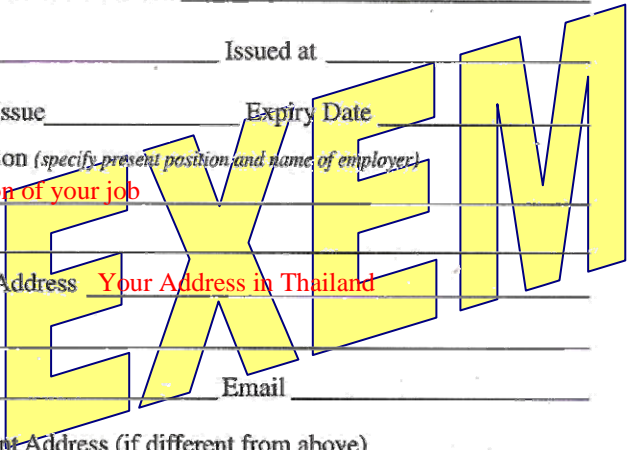 Issued at
ssue Expiry Date
on (specify present position and name of employer)
n of your job
Address Your Address in Thailand
Email
nt Address (if different from above)
EXEM